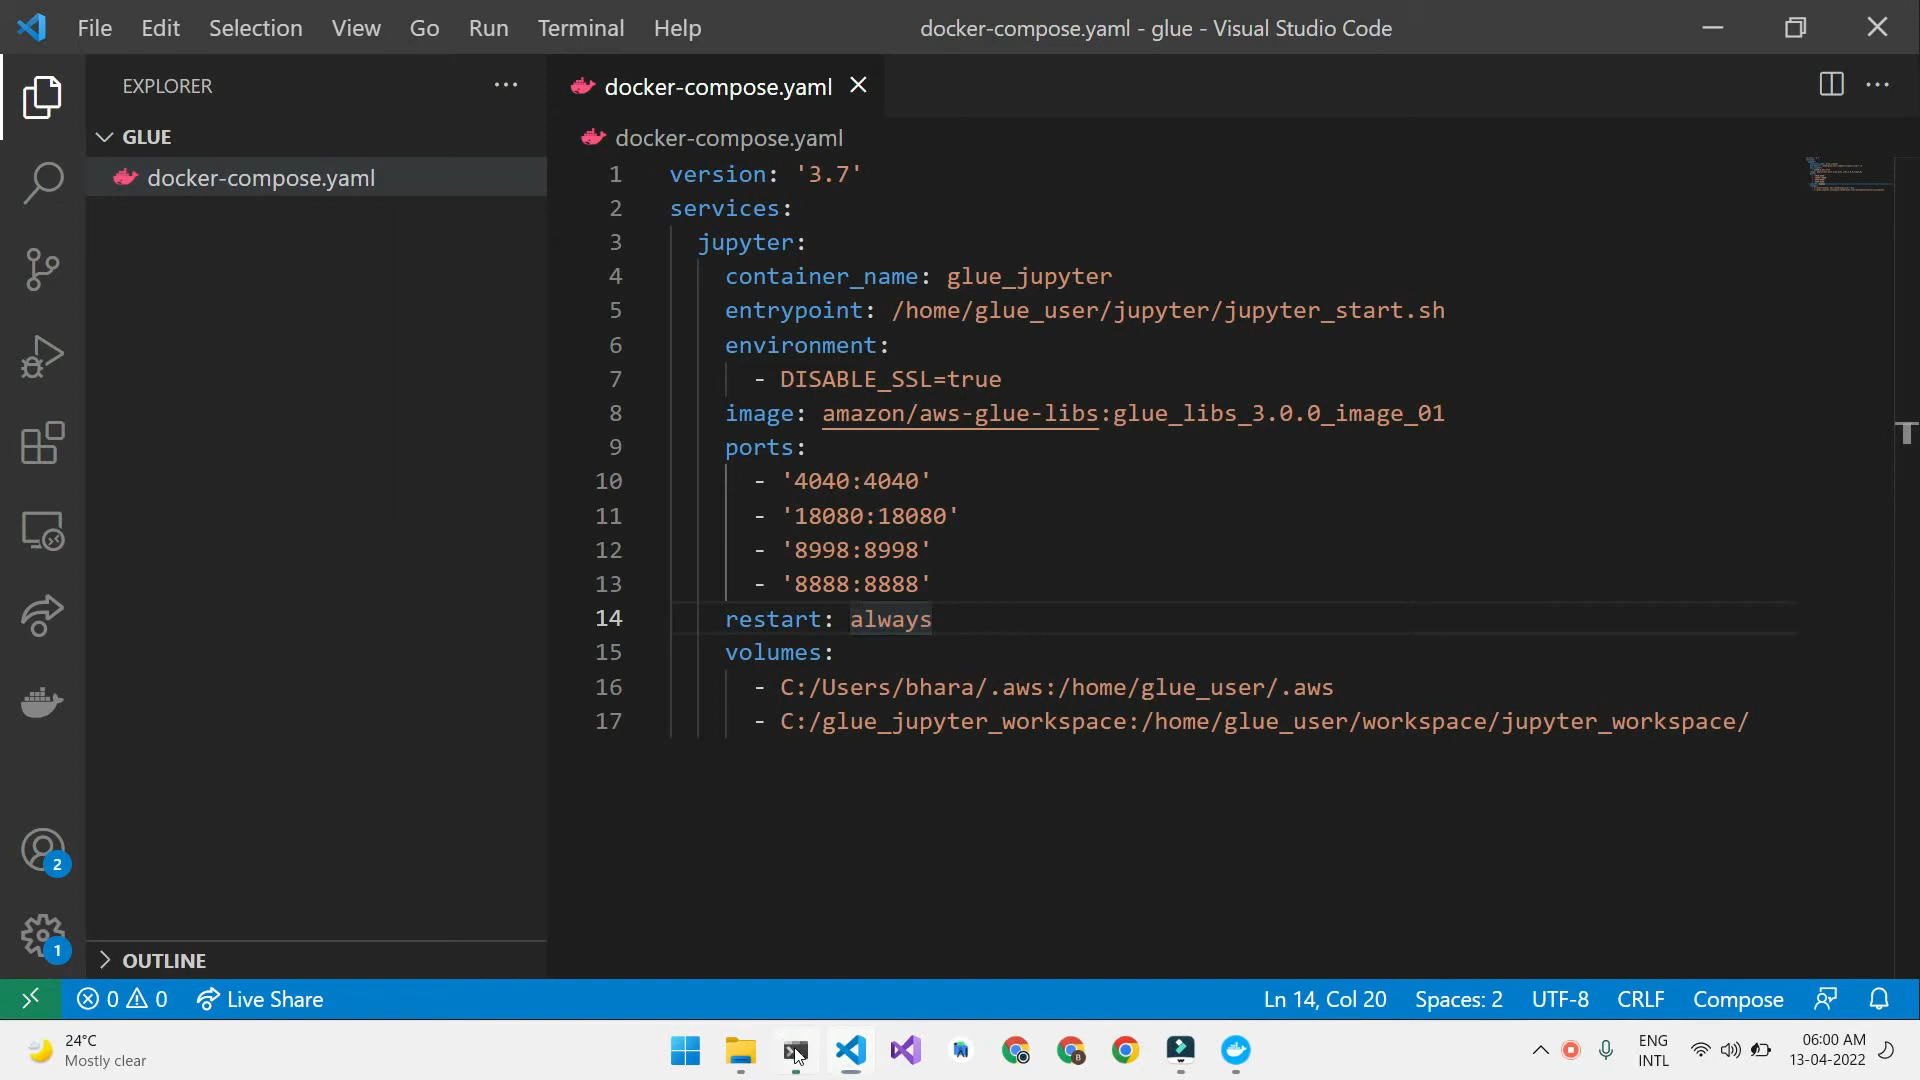 File Edit Selection View Go Run Terminal Help
docker-compose.yaml - glue - Visual Studio Code
EXPLORER
GLUE
docker-compose.yaml
docker-compose.yaml
docker-compose.yaml
1 version: '3.7'
2 services:
3 jupyter:
4 container_name: glue_jupyter
5 entrypoint: /home/glue_user/jupyter/jupyter_start.sh
6 environment:
7 - DISABLE_SSL=true
8 image: amazon/aws-glue-libs:glue_libs_3.0.0_image_01
9 ports:
10 - '4040:4040'
11 - '18080:18080'
12 - '8998:8998'
13 - '8888:8888'
14 restart: always
15 volumes:
16 - C:/Users/bhara/.aws:/home/glue_user/.aws
17 - C:/glue_jupyter_workspace:/home/glue_user/workspace/jupyter_workspace/
2
1
OUTLINE
0 0 Live Share
Ln 14, Col 20 Spaces: 2 UTF-8 CRLF Compose
24°C
Mostly clear
B
ENG
INTL
06:00 AM
13-04-2022